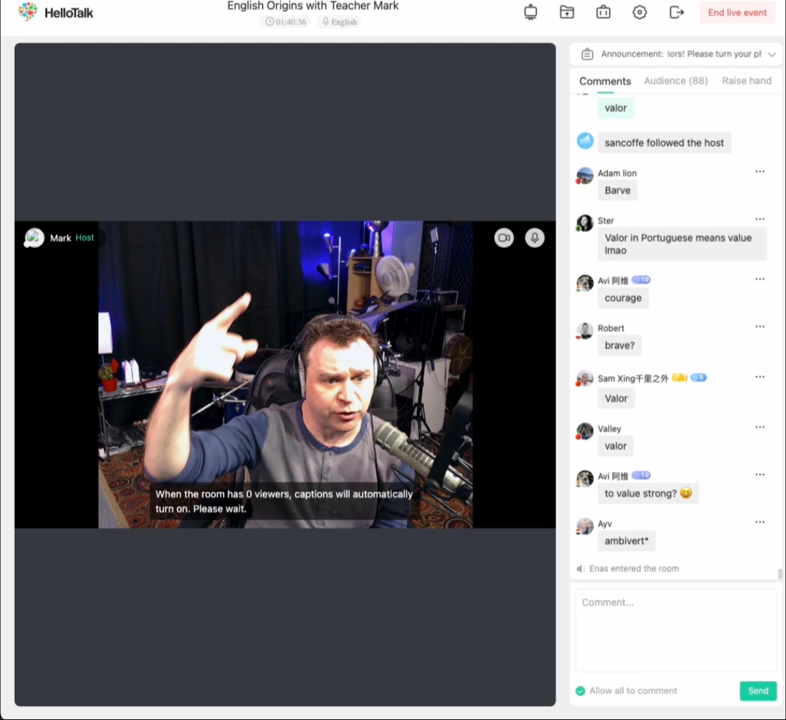 HelloTalk
English Origins with Teacher Mark
01:40:36
English
End live event
Mark Host
When the room has 0 viewers, captions will automatically
turn on. Please wait.
Announcement: iors! Please turn your
Comments Audience (88) Raise hand
valor
sancoffe followed the host
Adam lion
Barve
Ster
Valor in Portuguese means value
lmao
Avi 阿维
courage
Robert
brave?
Sam Xing千里之外
Valor
Valley
valor
Avi 阿维
to value strong? 😄
Ayv
ambivert*
Enas entered the room
Comment...
Allow all to comment
Send